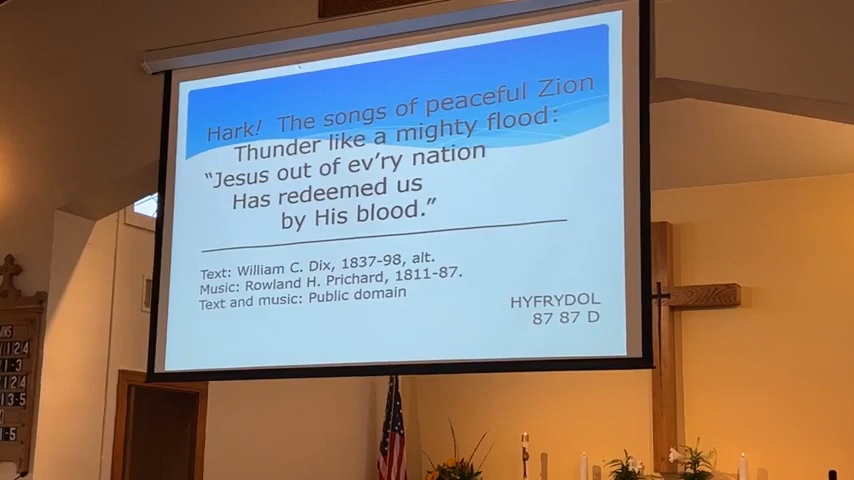 Hark! The songs of peaceful Zion
Thunder like a mighty flood:
“Jesus out of ev’ry nation
Has redeemed us
by His blood.”
Text: William C. Dix, 1837-98, alt.
Music: Rowland H. Prichard, 1811-87.
Text and music: Public domain
HYFRYDOL
87 87 D